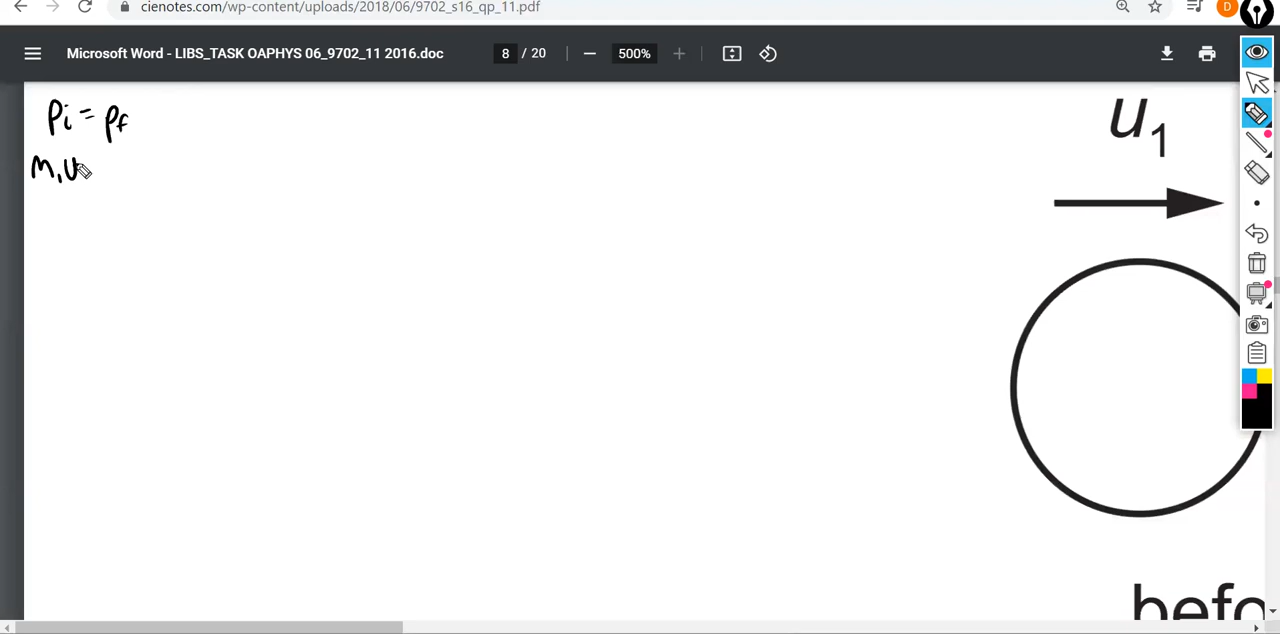 cienotes.com/wp-content/uploads/2018/06/9702_s16_qp_11.pdf
D
Microsoft Word - LIBS_TASK OAPHYS 06_9702_11 2016.doc
8 / 20
500%
Pi = Pf
m₁u
u₁